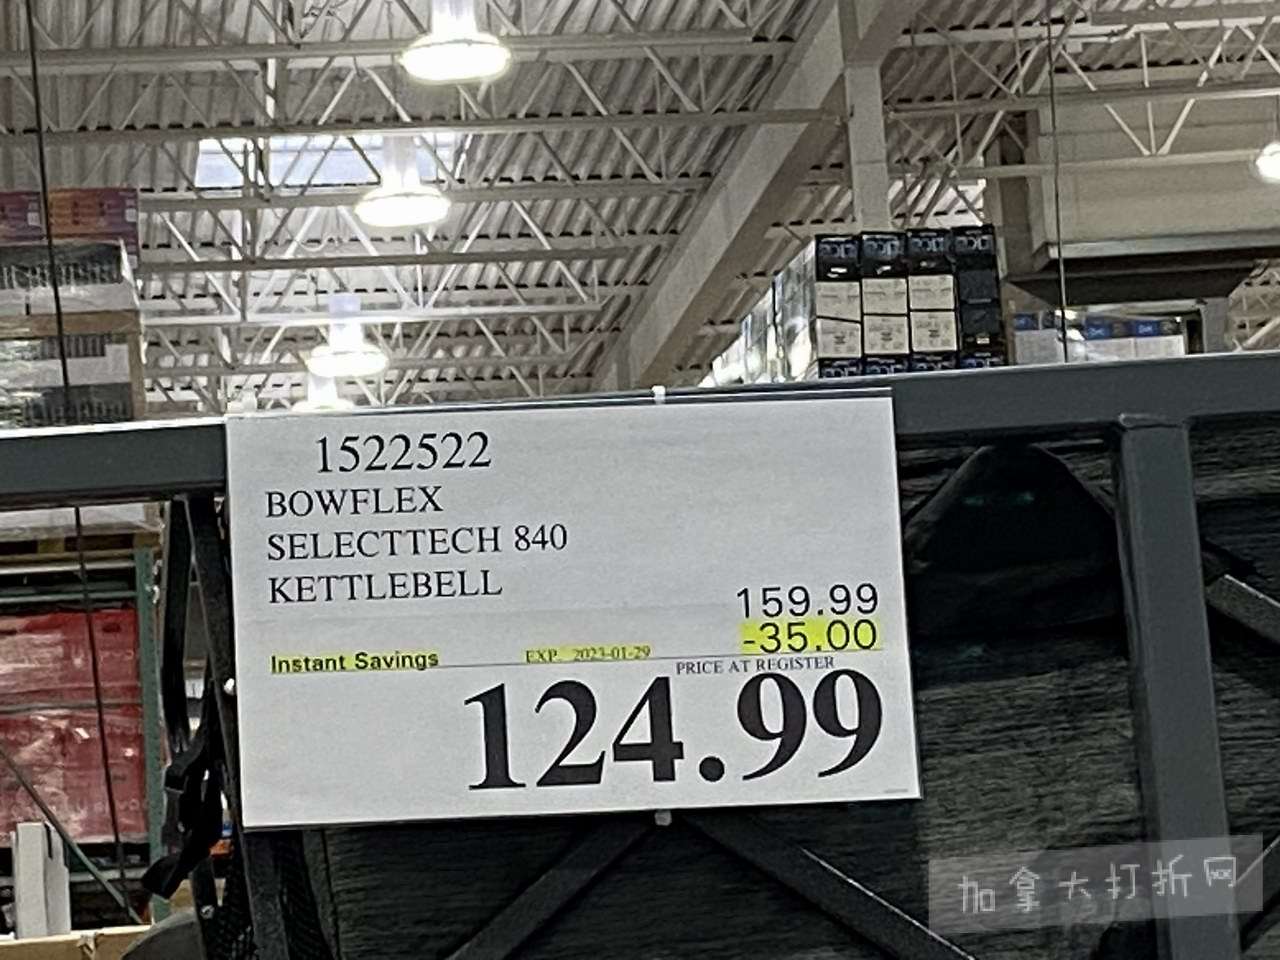 1522522
BOWFLEX
SELECTTECH 840
KETTLEBELL
159.99
-35.00
Instant Savings EXP. 2023-01-29
PRICE AT REGISTER
124.99
加拿大打折网